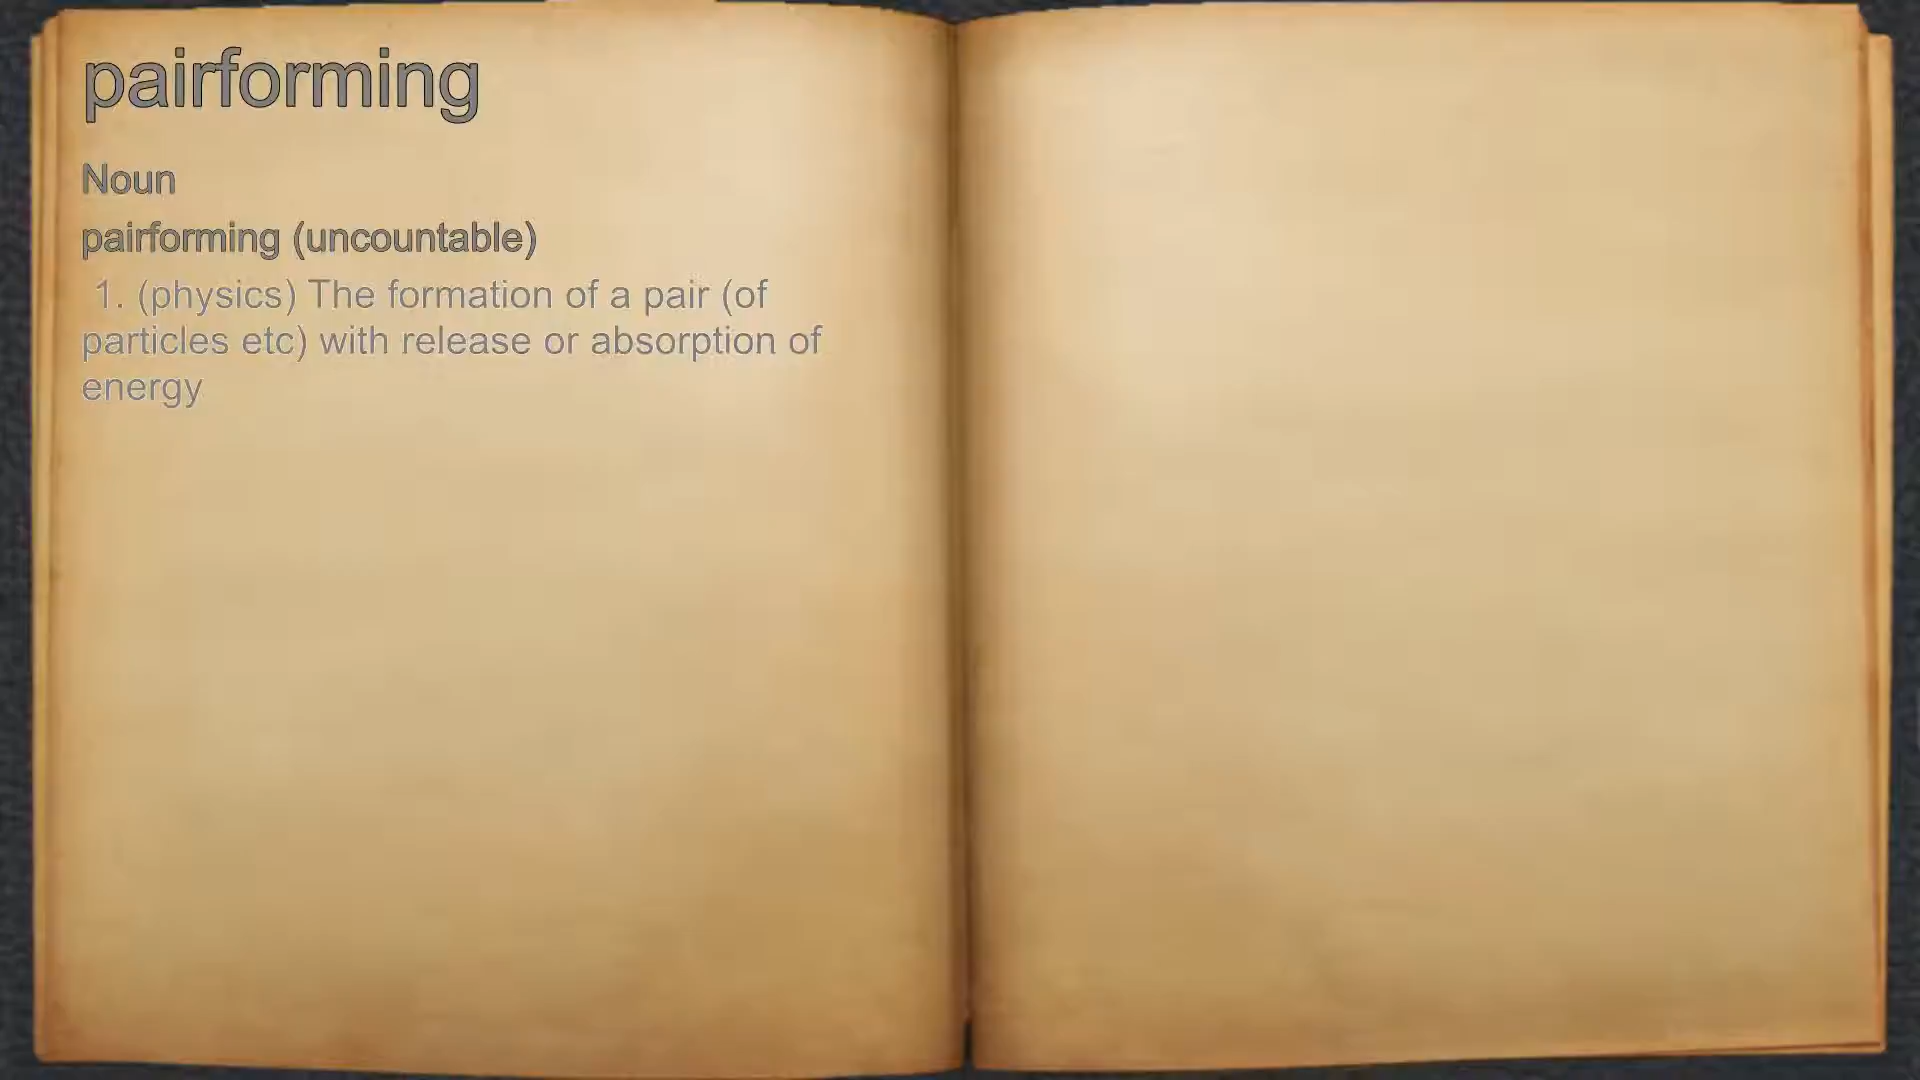 pairforming
Noun
pairforming (uncountable)
1. (physics) The formation of a pair (of
particles etc) with release or absorption of
energy